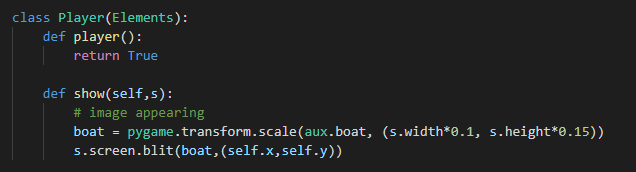 class Player(Elements):
    def player():
        return True

    def show(self,s):
        # image appearing
        boat = pygame.transform.scale(aux.boat, (s.width*0.1, s.height*0.15))
        s.screen.blit(boat,(self.x,self.y))